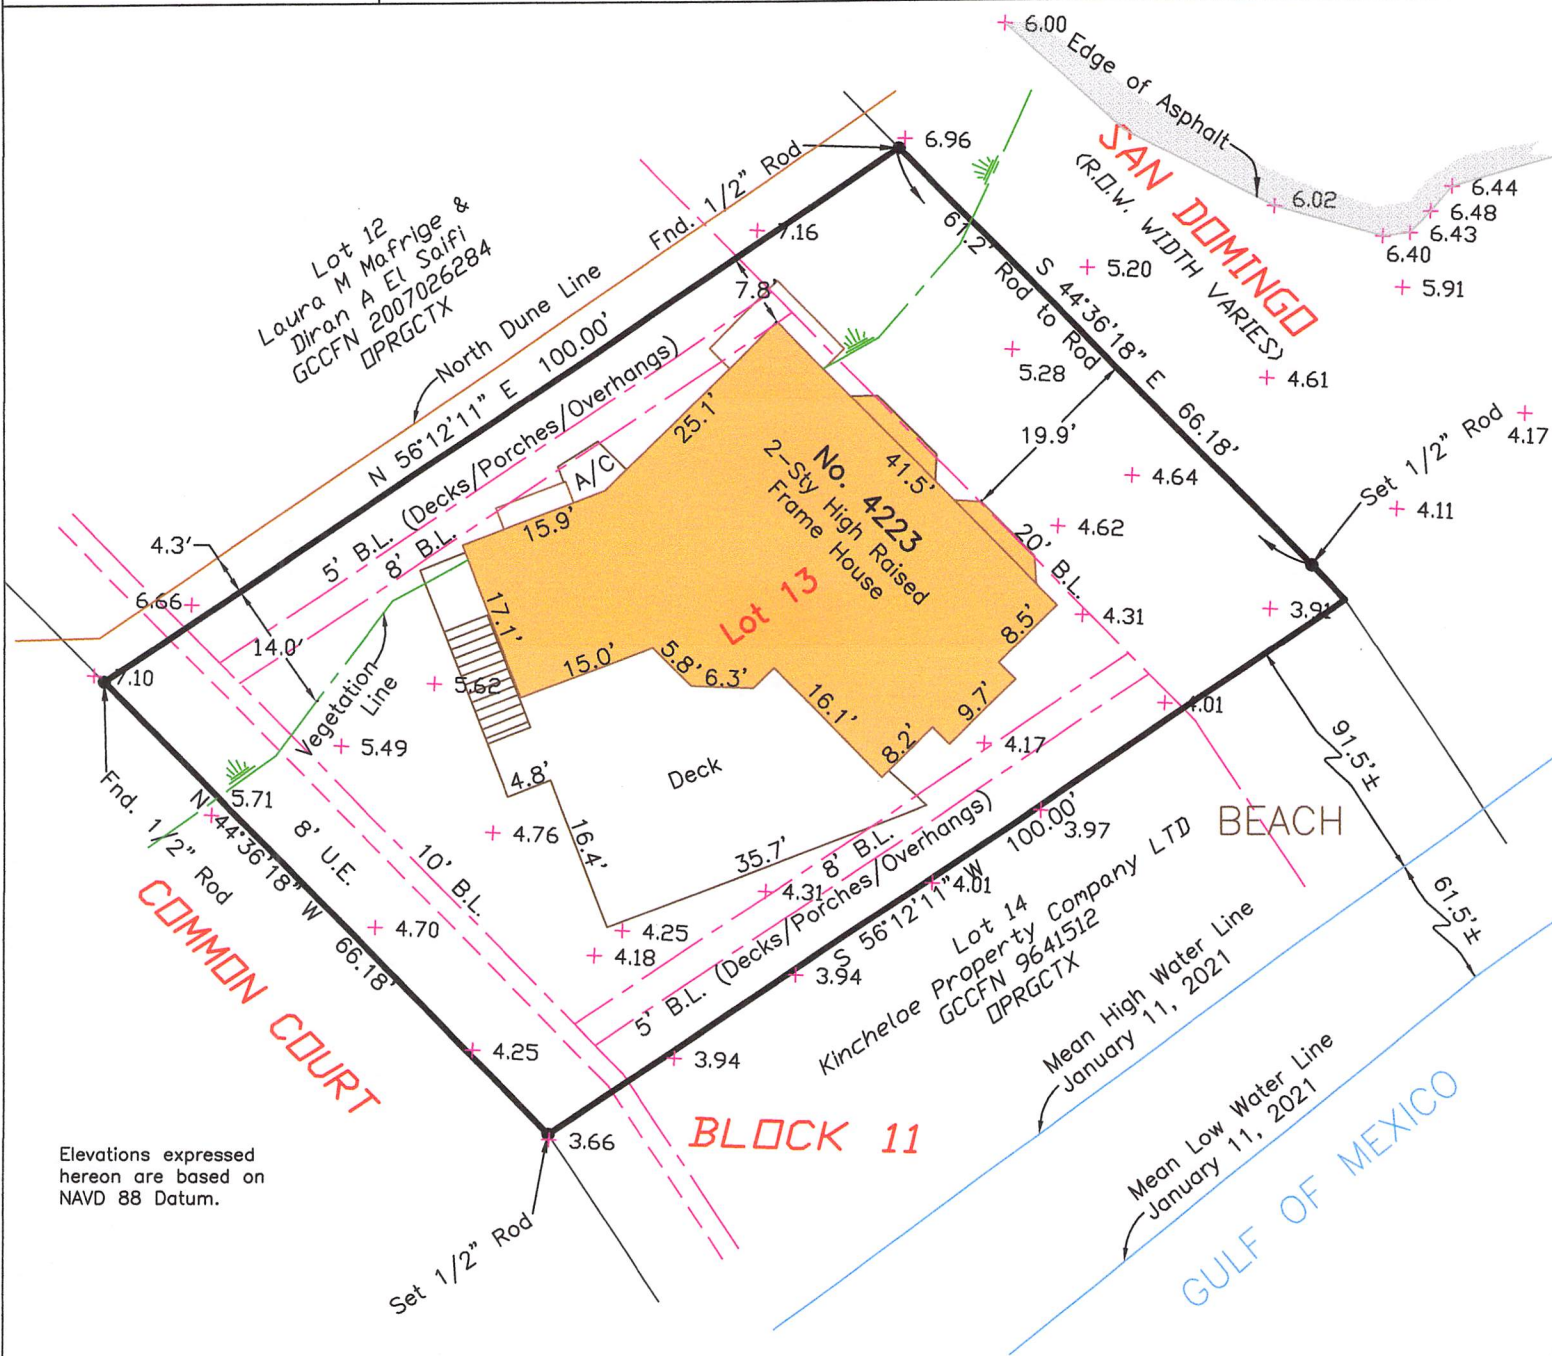 6.00
Edge of Asphalt
SAN DOMINGO
(R.O.W. WIDTH VARIES)
6.02
6.44
6.48
6.43
6.40
5.91
5.20
5.28
4.61
4.17
4.11
4.64
4.62
4.31
3.91
6.96
7.16
Fnd. 1/2" Rod
61.2' Rod to Rod
S 44°36'18" E 66.18'
Set 1/2" Rod
Lot 12
Laura M Mafrige &
Diran A El Saifi
GCCFN 2007026284
OPRGCTX
North Dune Line
N 56°12'11" E 100.00'
5' B.L. (Decks/Porches/Overhangs)
8' B.L.
7.8'
19.9'
20' B.L.
A/C
25.1'
41.5'
15.9'
17.1'
15.0'
5.8'
6.3'
16.1'
8.2'
9.7'
8.5'
No. 4223
2-Sty High Raised
Frame House
Lot 13
4.3'
14.0'
6.66
7.10
5.62
5.49
5.71
Vegetation
Line
Fnd. 1/2" Rod
N 44°36'18" W 66.18'
8' U.E.
10' B.L.
4.8'
16.4'
35.7'
Deck
4.76
4.70
4.25
4.18
4.25
4.31
4.17
4.01
3.97
4.01
3.94
3.94
3.66
8' B.L.
5' B.L. (Decks/Porches/Overhangs)
S 56°12'11" W 100.00'
COMMON COURT
BLOCK 11
Lot 14
Kincheloe Property Company LTD
GCCFN 9641512
OPRGCTX
BEACH
91.5'±
61.5'±
Mean High Water Line
January 11, 2021
Mean Low Water Line
January 11, 2021
GULF OF MEXICO
Set 1/2" Rod
Elevations expressed
hereon are based on
NAVD 88 Datum.